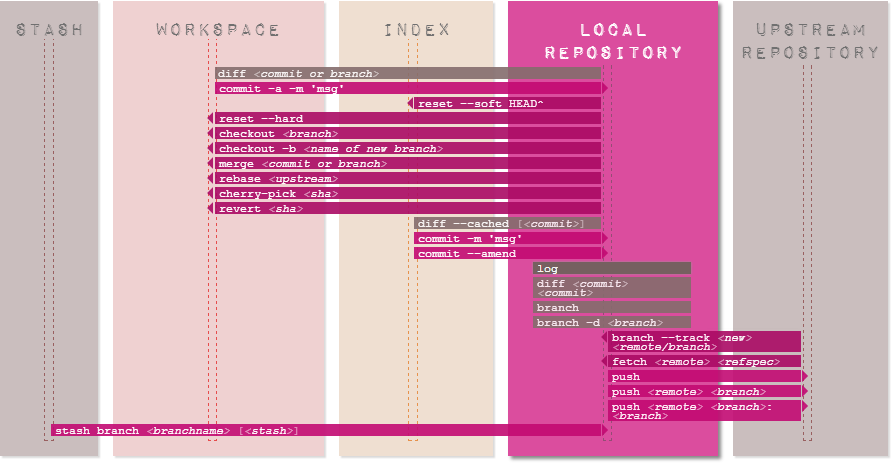 STASH
WORKSPACE
INDEX
LOCAL
REPOSITORY
UPSTREAM
REPOSITORY
diff <commit or branch>
commit -a -m 'msg'
reset --soft HEAD^
reset --hard
checkout <branch>
checkout -b <name of new branch>
merge <commit or branch>
rebase <upstream>
cherry-pick <sha>
revert <sha>
diff --cached [<commit>]
commit -m 'msg'
commit --amend
log
diff <commit>
<commit>
branch
branch -d <branch>
branch --track <new>
<remote/branch>
fetch <remote> <refspec>
push
push <remote> <branch>
push <remote> <branch>:
<branch>
stash branch <branchname> [<stash>]